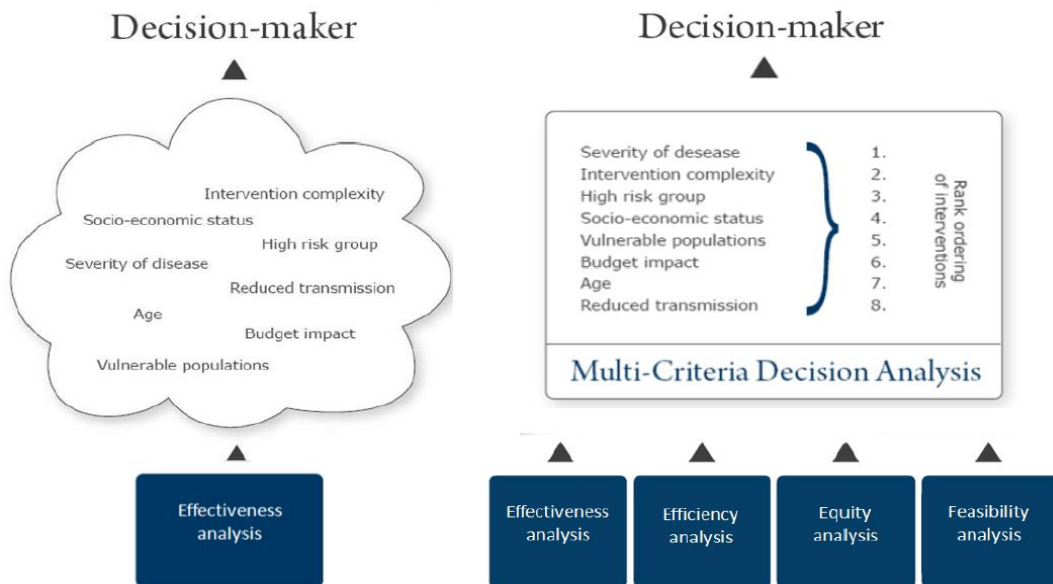 Decision-maker
Intervention complexity
Socio-economic status
High risk group
Severity of disease
Reduced transmission
Age
Budget impact
Vulnerable populations
Effectiveness
analysis
Decision-maker
Severity of desease
Intervention complexity
High risk group
Socio-economic status
Vulnerable populations
Budget impact
Age
Reduced transmission
1.
2.
3.
4.
5.
6.
7.
8.
Rank ordering
of interventions
Multi-Criteria Decision Analysis
Effectiveness
analysis
Efficiency
analysis
Equity
analysis
Feasibility
analysis